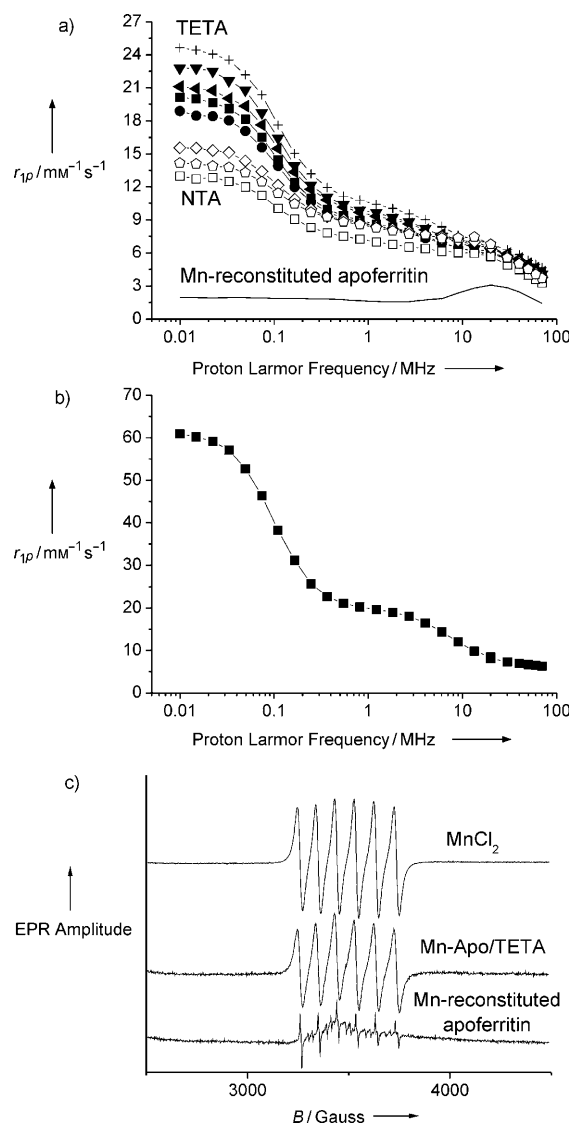 a)
27
24
21
18
15
12
9
6
3
0
TETA
NTA
Mn-reconstituted apoferritin
r₁ₚ / mM⁻¹ s⁻¹
0.01 0.1 1 10 100
Proton Larmor Frequency / MHz
b)
70
60
50
40
30
20
10
0
r₁ₚ / mM⁻¹ s⁻¹
0.01 0.1 1 10 100
Proton Larmor Frequency / MHz
c)
MnCl₂
EPR Amplitude
Mn-Apo/TETA
Mn-reconstituted
apoferritin
3000 4000
B / Gauss